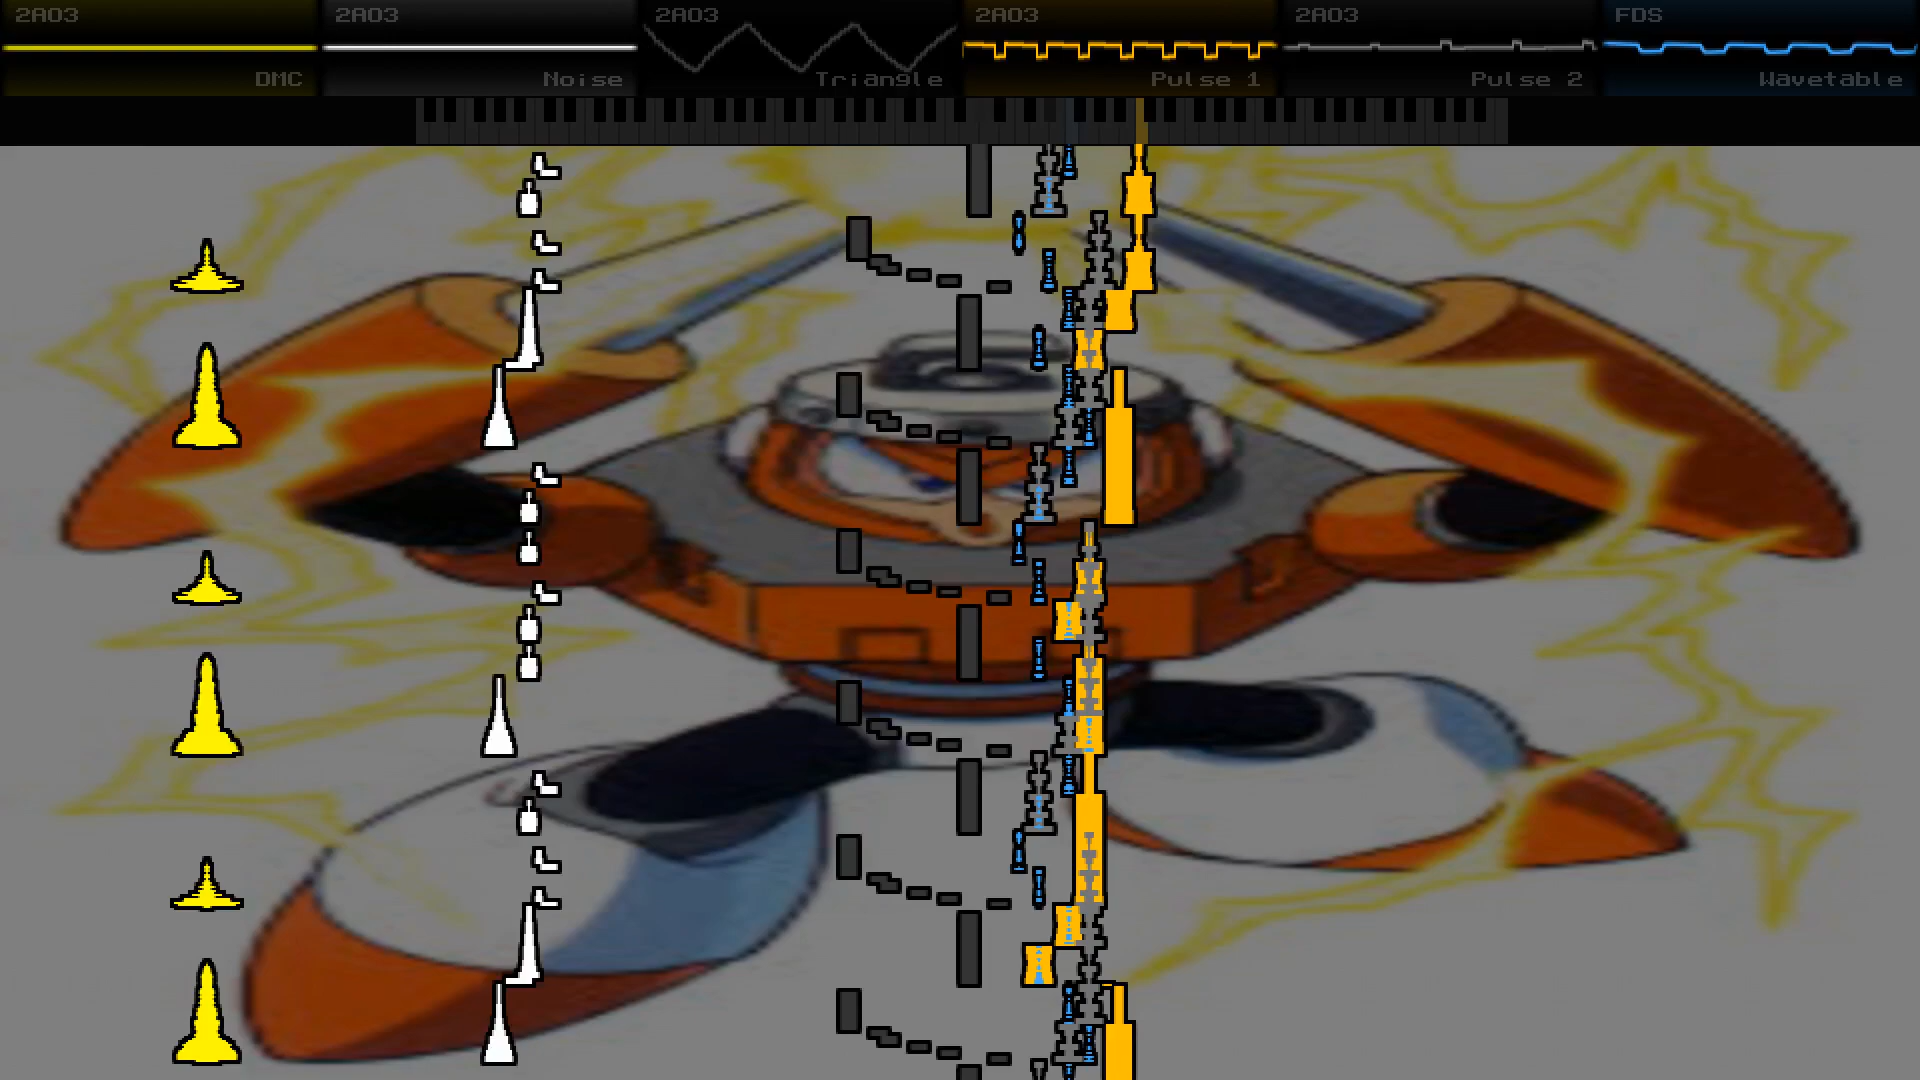 2A03 2A03 2A03 2A03 2A03 FDS
DMC Noise Triangle Pulse 1 Pulse 2 Wavetable